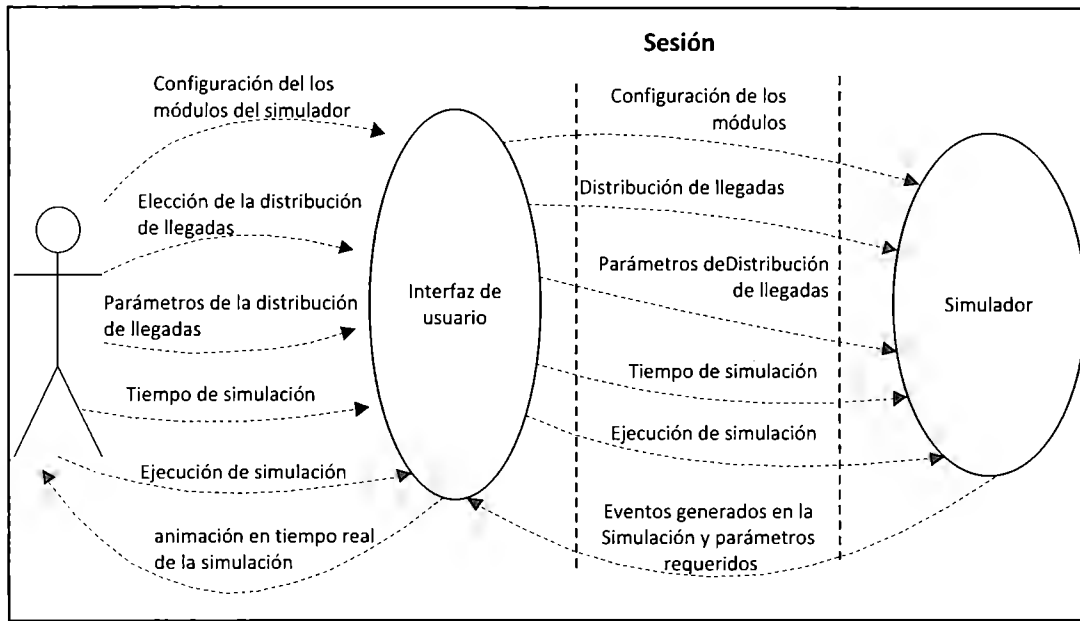 Sesión
Configuración del los
módulos del simulador
Elección de la distribución
de llegadas
Parámetros de la distribución
de llegadas
Tiempo de simulación
Ejecución de simulación
animación en tiempo real
de la simulación
Interfaz de
usuario
Configuración de los
módulos
Distribución de llegadas
Parámetros deDistribución
de llegadas
Tiempo de simulación
Ejecución de simulación
Eventos generados en la
Simulación y parámetros
requeridos
Simulador